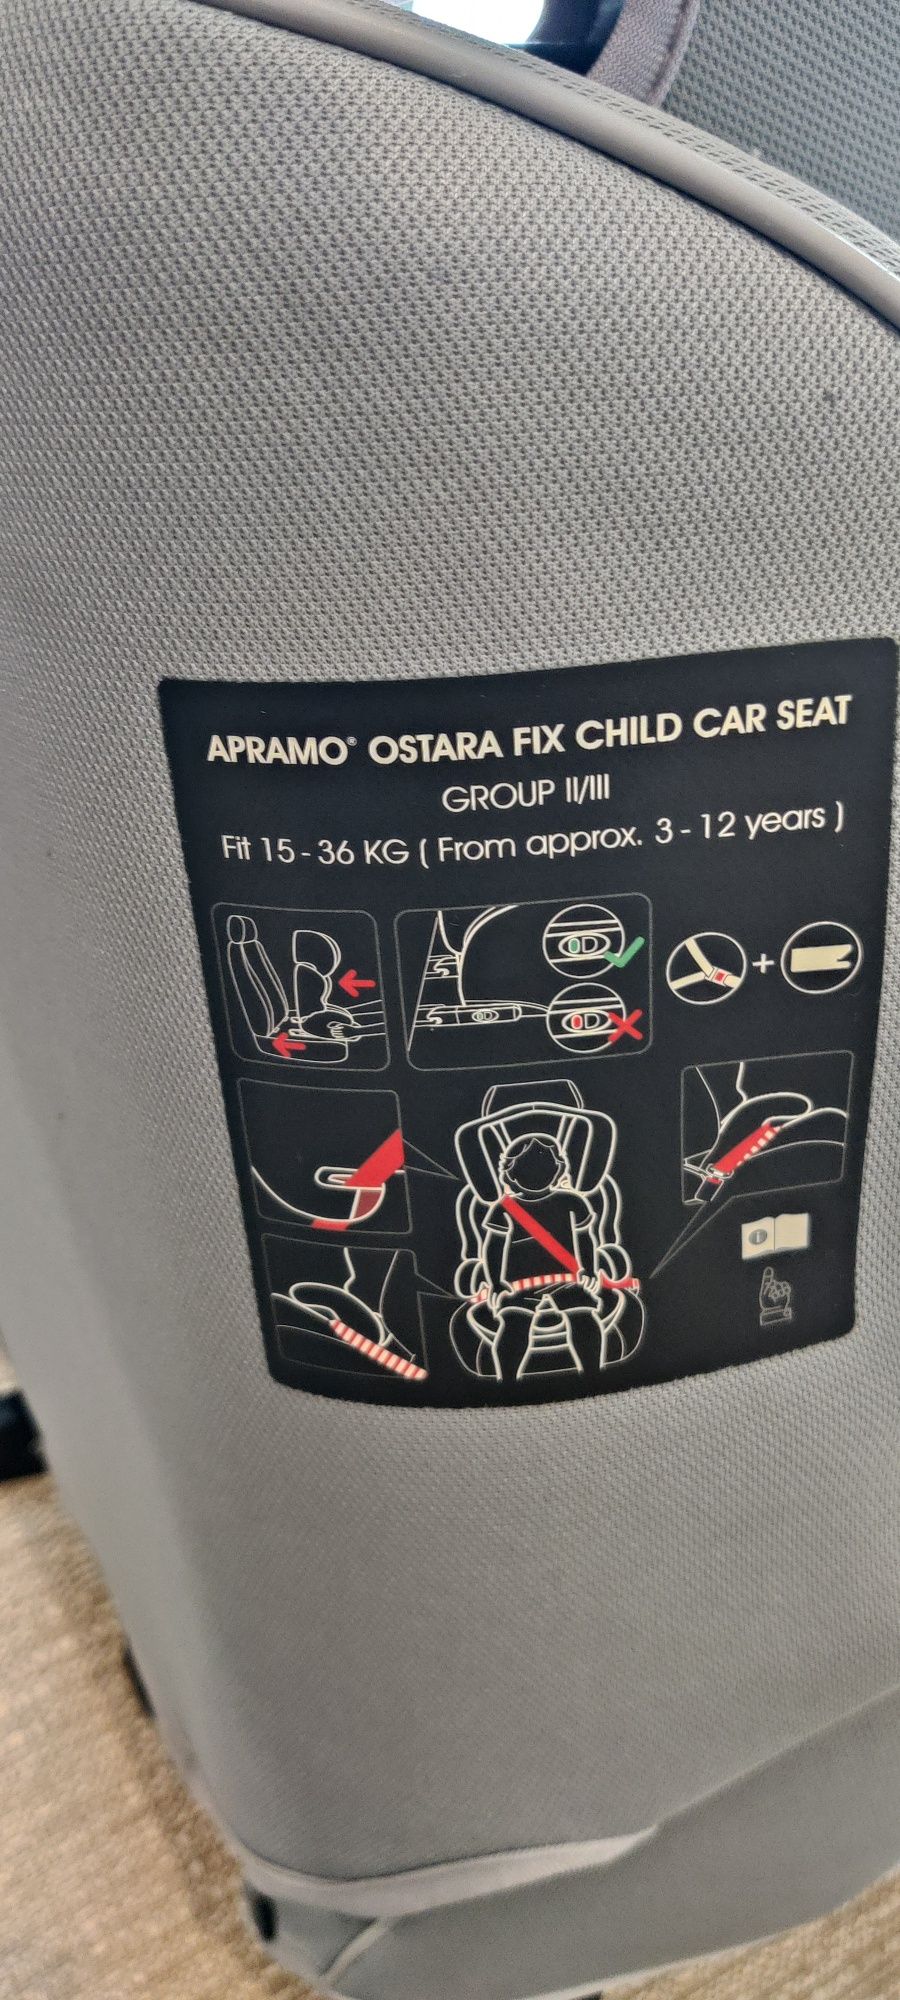 APRAMO® OSTARA FIX CHILD CAR SEAT
GROUP II/III
Fit 15 - 36 KG ( From approx. 3 - 12 years )
+
i